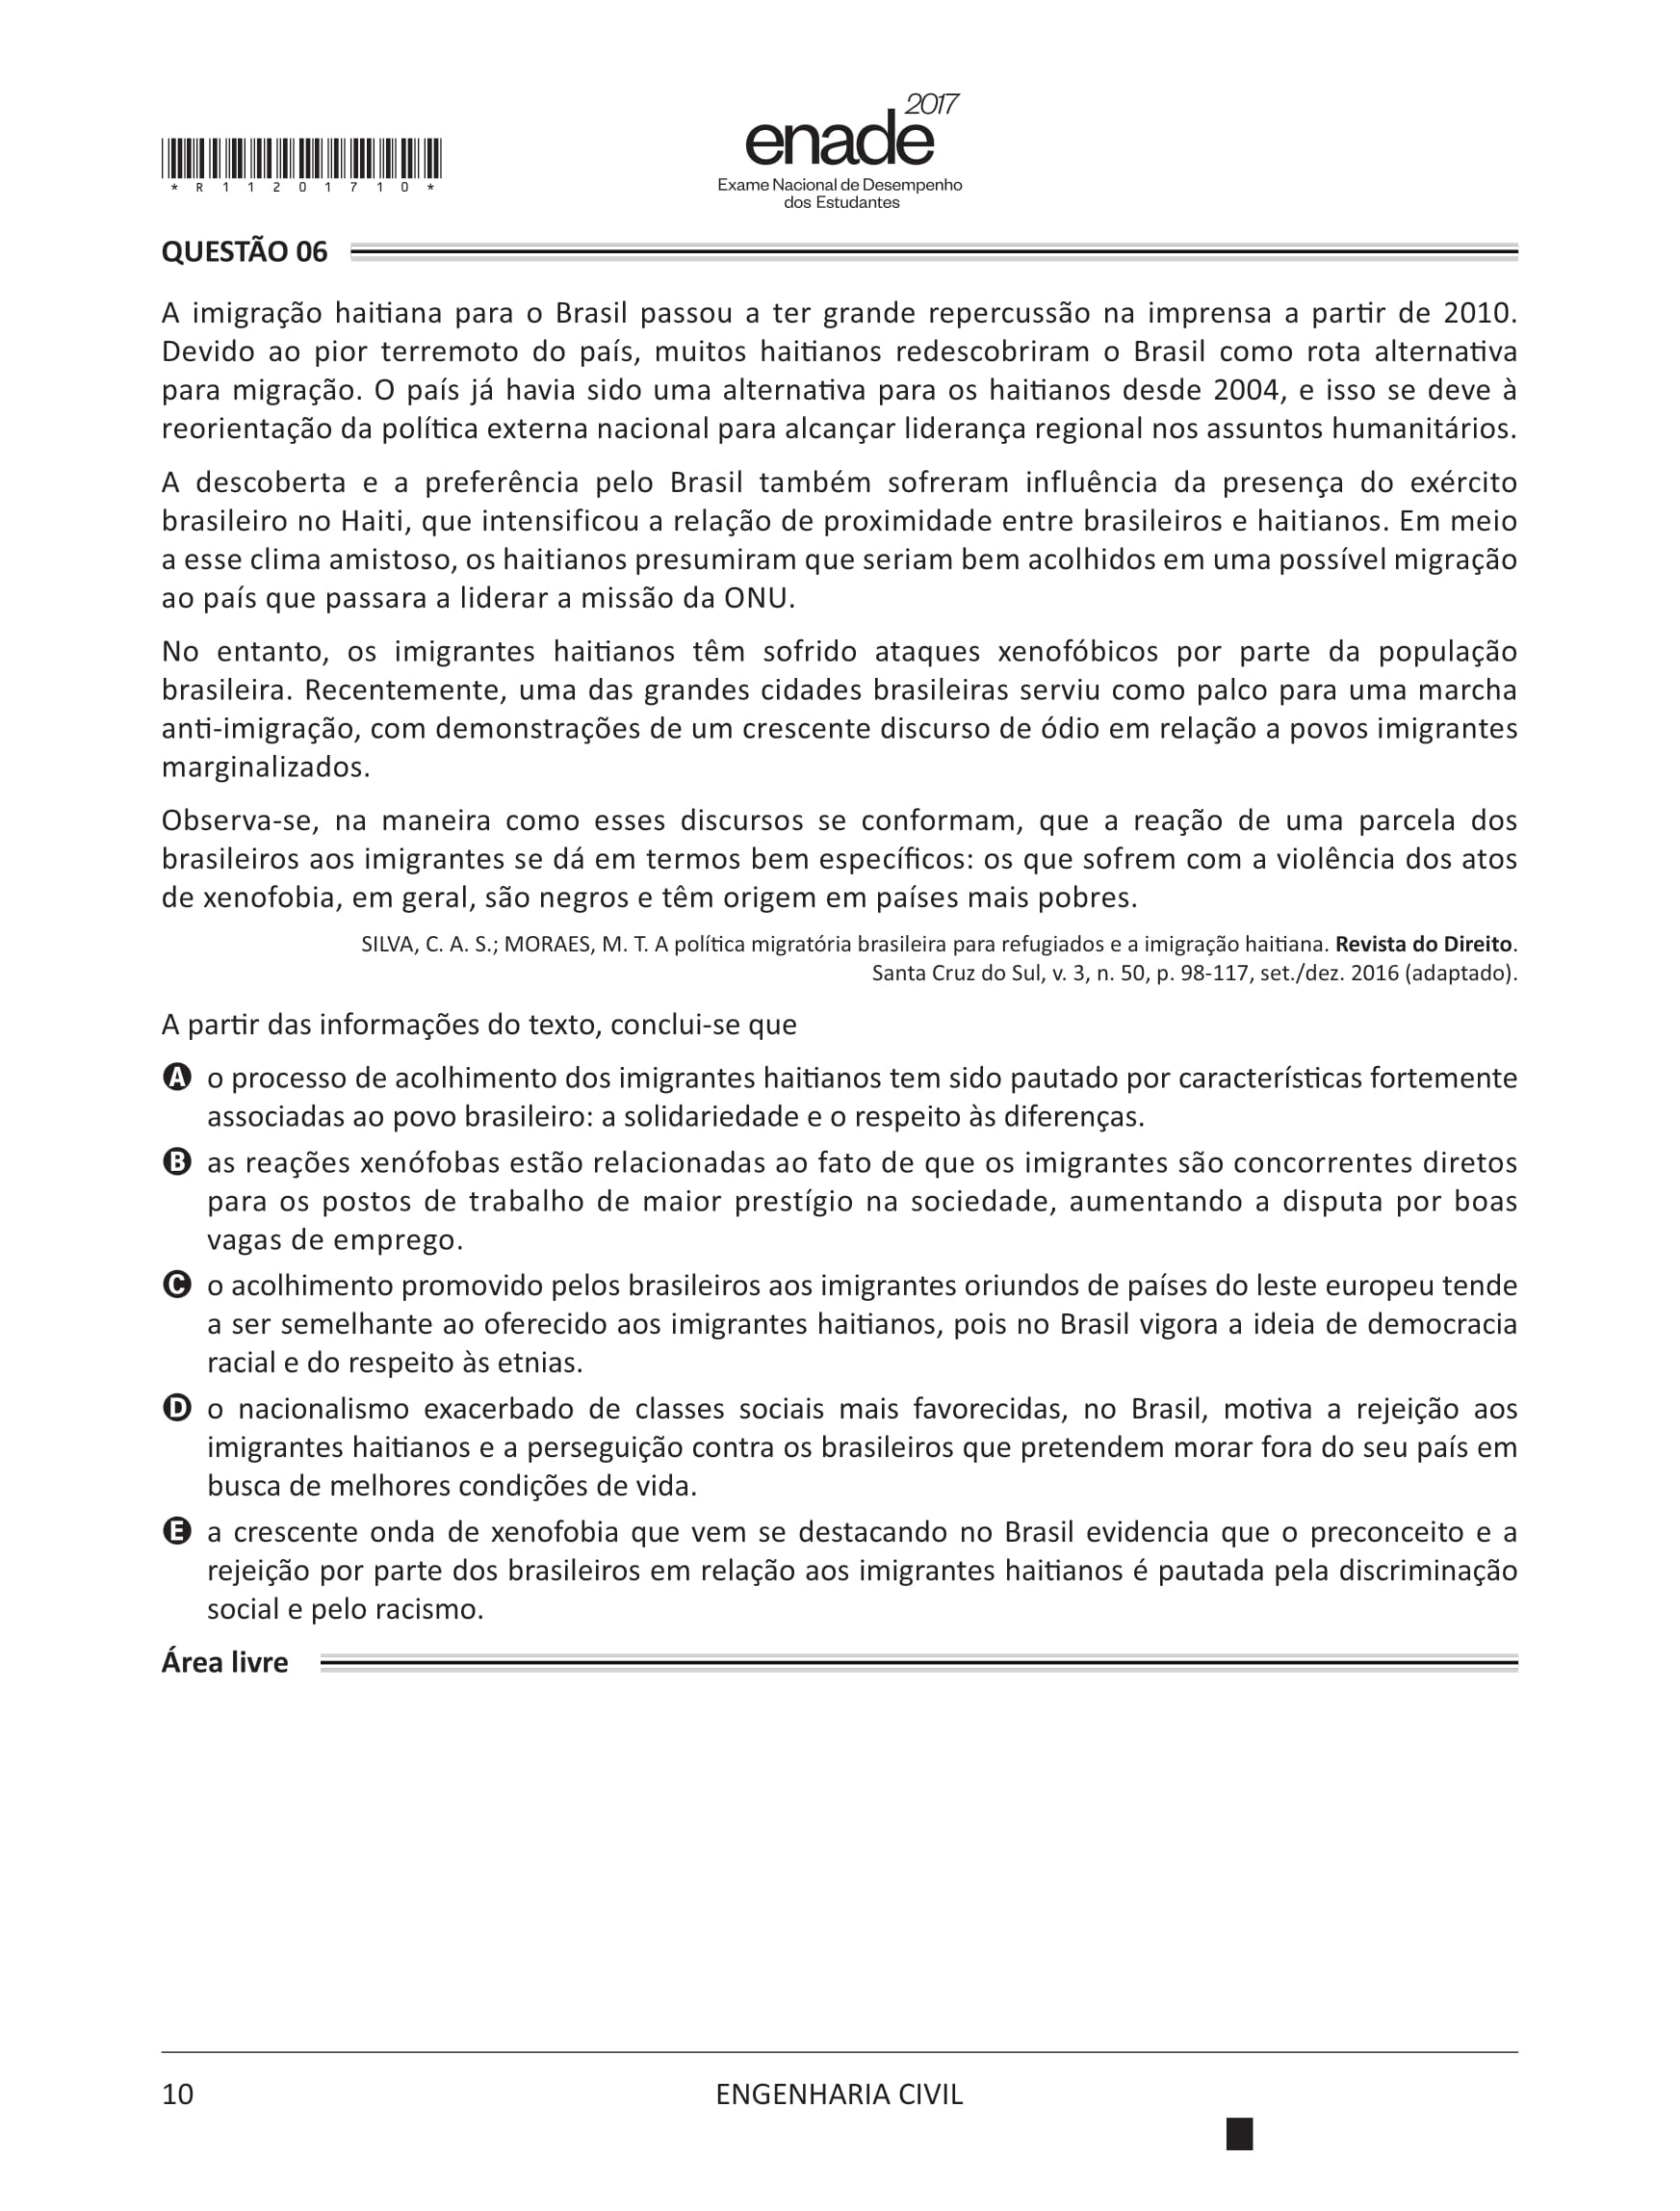 2017
enade
Exame Nacional de Desempenho
dos Estudantes
* R 1 1 2 0 1 7 1 0 *
QUESTÃO 06
A imigração haitiana para o Brasil passou a ter grande repercussão na imprensa a partir de 2010.
Devido ao pior terremoto do país, muitos haitianos redescobriram o Brasil como rota alternativa
para migração. O país já havia sido uma alternativa para os haitianos desde 2004, e isso se deve à
reorientação da política externa nacional para alcançar liderança regional nos assuntos humanitários.
A descoberta e a preferência pelo Brasil também sofreram influência da presença do exército
brasileiro no Haiti, que intensificou a relação de proximidade entre brasileiros e haitianos. Em meio
a esse clima amistoso, os haitianos presumiram que seriam bem acolhidos em uma possível migração
ao país que passara a liderar a missão da ONU.
No entanto, os imigrantes haitianos têm sofrido ataques xenofóbicos por parte da população
brasileira. Recentemente, uma das grandes cidades brasileiras serviu como palco para uma marcha
anti-imigração, com demonstrações de um crescente discurso de ódio em relação a povos imigrantes
marginalizados.
Observa-se, na maneira como esses discursos se conformam, que a reação de uma parcela dos
brasileiros aos imigrantes se dá em termos bem específicos: os que sofrem com a violência dos atos
de xenofobia, em geral, são negros e têm origem em países mais pobres.
SILVA, C. A. S.; MORAES, M. T. A política migratória brasileira para refugiados e a imigração haitiana. Revista do Direito.
Santa Cruz do Sul, v. 3, n. 50, p. 98-117, set./dez. 2016 (adaptado).
A partir das informações do texto, conclui-se que
A o processo de acolhimento dos imigrantes haitianos tem sido pautado por características fortemente
associadas ao povo brasileiro: a solidariedade e o respeito às diferenças.
B as reações xenófobas estão relacionadas ao fato de que os imigrantes são concorrentes diretos
para os postos de trabalho de maior prestígio na sociedade, aumentando a disputa por boas
vagas de emprego.
C o acolhimento promovido pelos brasileiros aos imigrantes oriundos de países do leste europeu tende
a ser semelhante ao oferecido aos imigrantes haitianos, pois no Brasil vigora a ideia de democracia
racial e do respeito às etnias.
D o nacionalismo exacerbado de classes sociais mais favorecidas, no Brasil, motiva a rejeição aos
imigrantes haitianos e a perseguição contra os brasileiros que pretendem morar fora do seu país em
busca de melhores condições de vida.
E a crescente onda de xenofobia que vem se destacando no Brasil evidencia que o preconceito e a
rejeição por parte dos brasileiros em relação aos imigrantes haitianos é pautada pela discriminação
social e pelo racismo.
Área livre
10
ENGENHARIA CIVIL